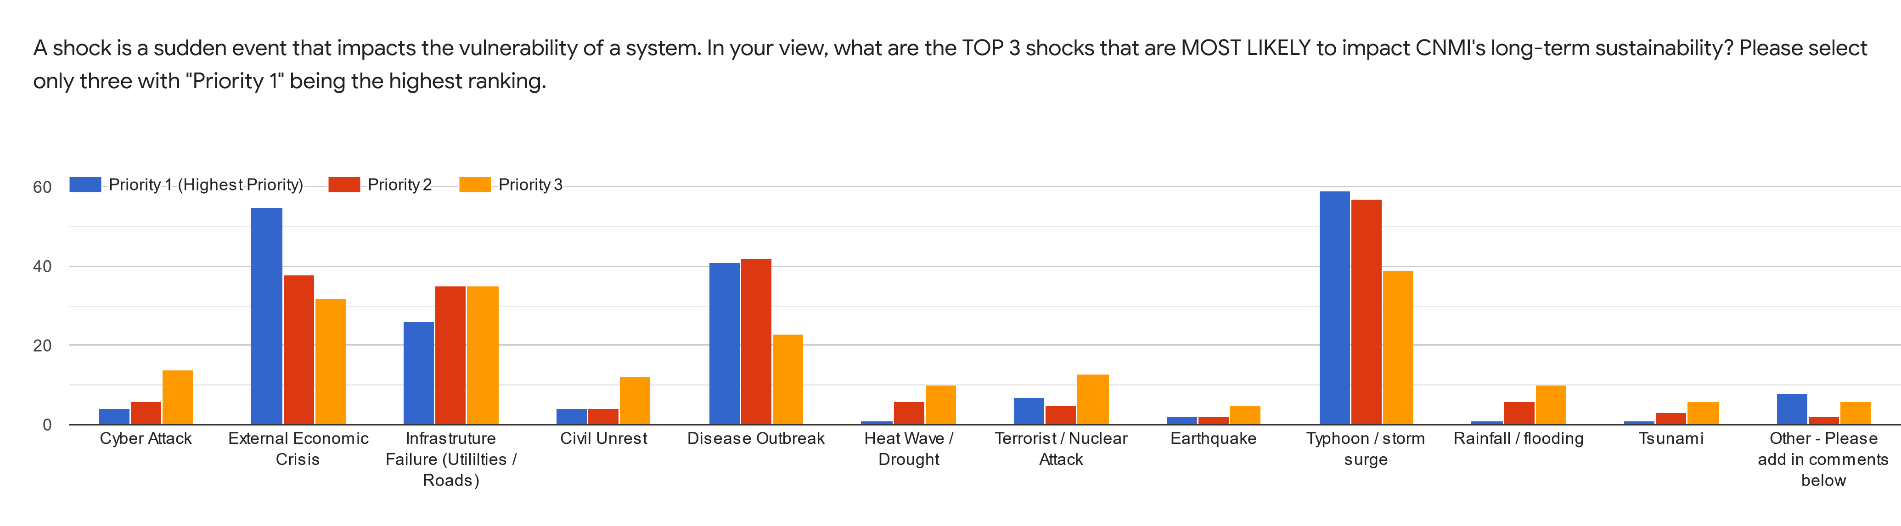 A shock is a sudden event that impacts the vulnerability of a system. In your view, what are the TOP 3 shocks that are MOST LIKELY to impact CNMI's long-term sustainability? Please select
only three with "Priority 1" being the highest ranking.
60
Priority 1 (Highest Priority)
Priority 2
Priority 3
40
20
0
Cyber Attack
External Economic
Crisis
Infrastruture
Failure (Utililties /
Roads)
Civil Unrest
Disease Outbreak
Heat Wave /
Drought
Terrorist / Nuclear
Attack
Earthquake
Typhoon / storm
surge
Rainfall / flooding
Tsunami
Other - Please
add in comments
below